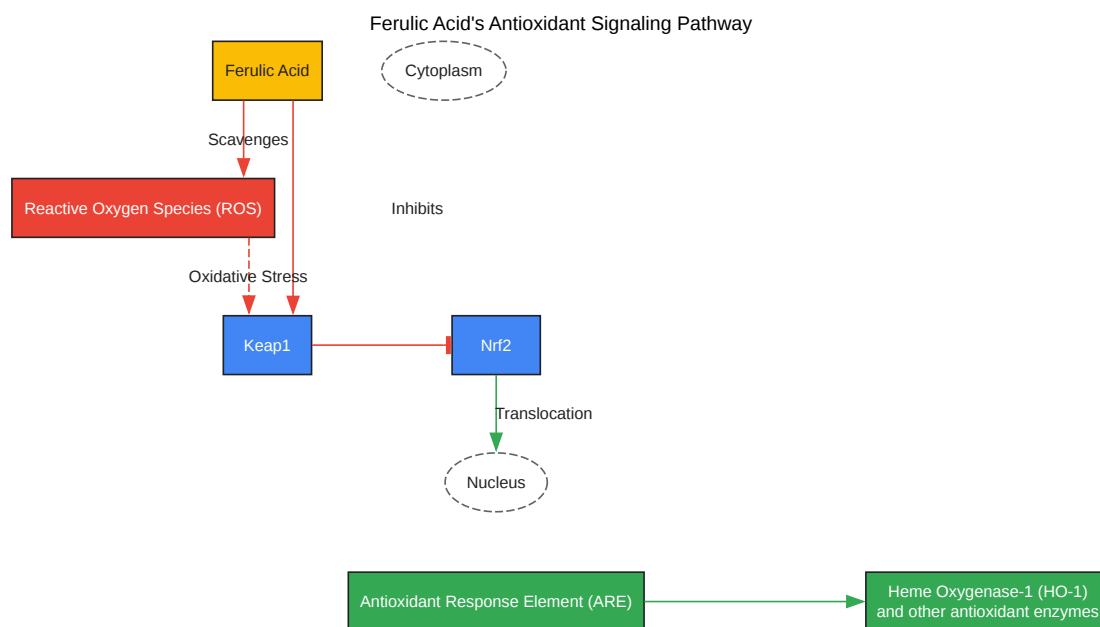 Ferulic Acid's Antioxidant Signaling Pathway
Ferulic Acid
Cytoplasm
Scavenges
Reactive Oxygen Species (ROS)
Inhibits
Oxidative Stress
Keap1
Nrf2
Translocation
Nucleus
Antioxidant Response Element (ARE)
Heme Oxygenase-1 (HO-1)
and other antioxidant enzymes